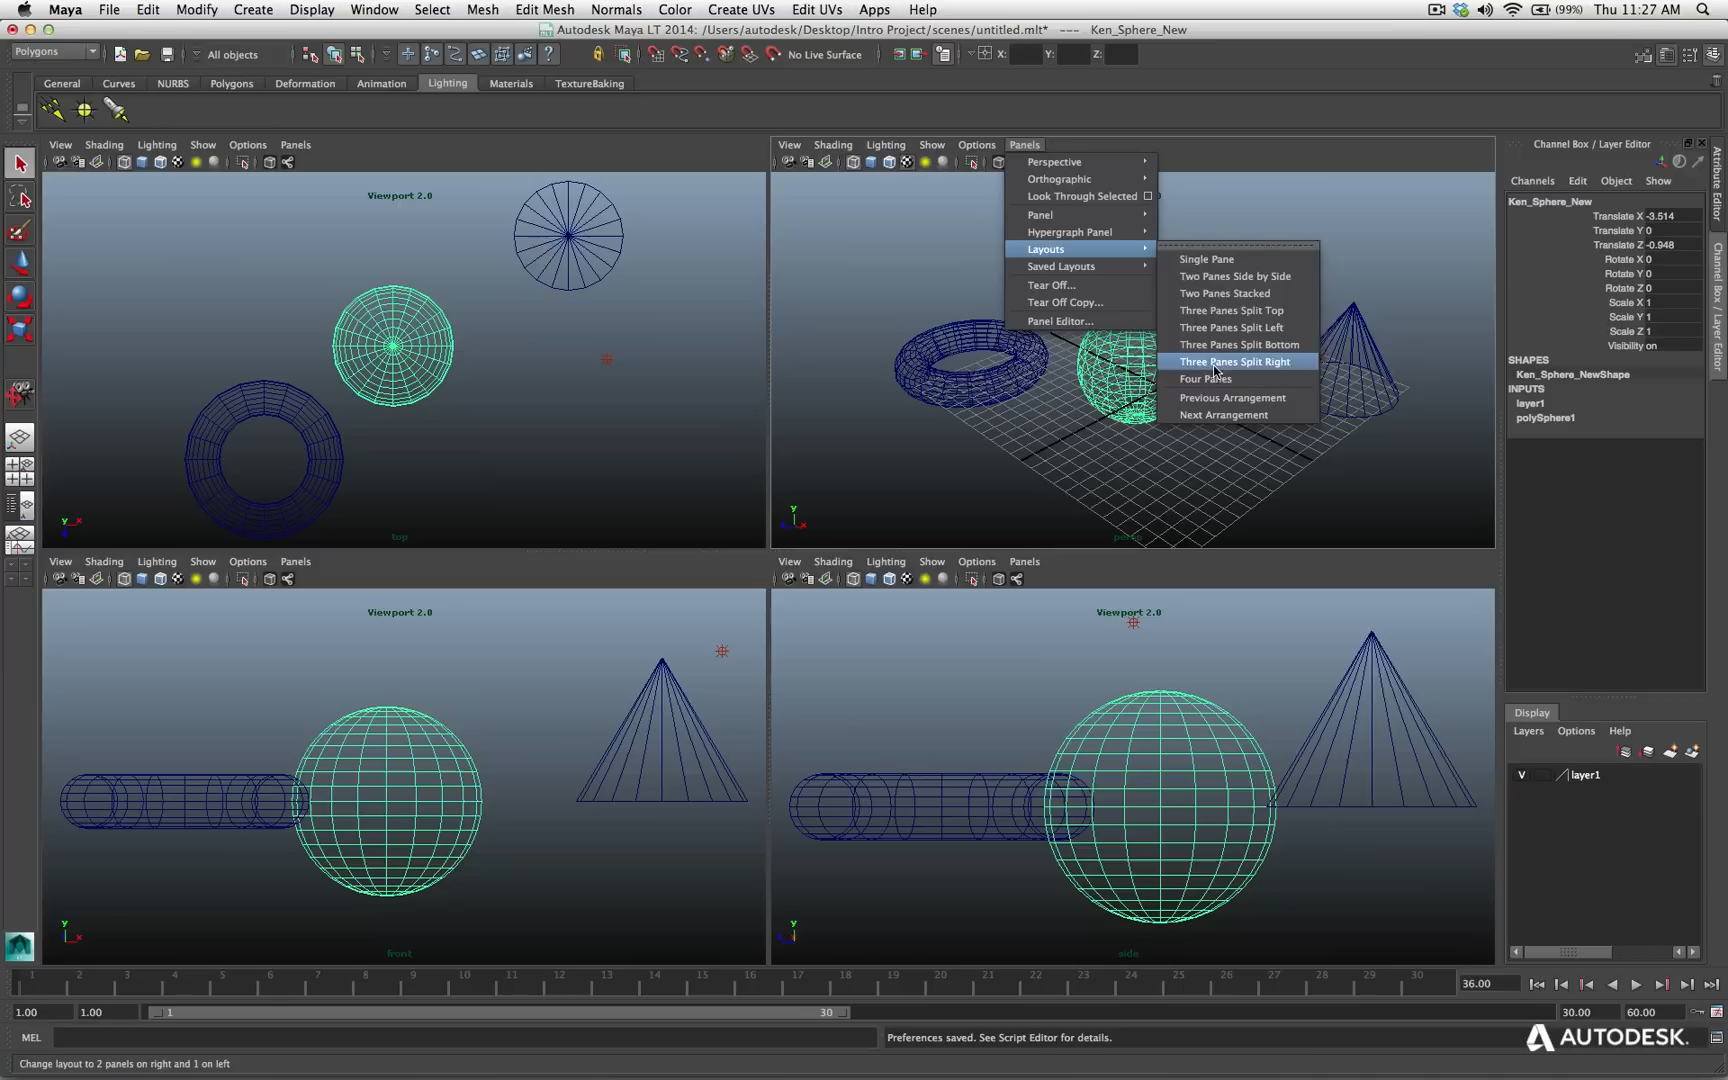 Maya File Edit Modify Create Display Window Select Mesh Edit Mesh Normals Color Create UVs Edit UVs Apps Help (99%) Thu 11:27 AM
Autodesk Maya LT 2014: /Users/autodesk/Desktop/Intro Project/scenes/untitled.mlt* --- Ken_Sphere_New
Polygons All objects No Live Surface X: Y: Z:
General Curves NURBS Polygons Deformation Animation Lighting Materials TextureBaking
View Shading Lighting Show Options Panels
Viewport 2.0
top
View Shading Lighting Show Options Panels
Perspective
Orthographic
Look Through Selected
Panel
Hypergraph Panel
Layouts
Saved Layouts
Tear Off...
Tear Off Copy...
Panel Editor...
Single Pane
Two Panes Side by Side
Two Panes Stacked
Three Panes Split Top
Three Panes Split Left
Three Panes Split Bottom
Three Panes Split Right
Four Panes
Previous Arrangement
Next Arrangement
persp
View Shading Lighting Show Options Panels
Viewport 2.0
front
View Shading Lighting Show Options Panels
Viewport 2.0
side
Channel Box / Layer Editor
Channels Edit Object Show
Ken_Sphere_New
Translate X -3.514
Translate Y 0
Translate Z -0.948
Rotate X 0
Rotate Y 0
Rotate Z 0
Scale X 1
Scale Y 1
Scale Z 1
Visibility on
SHAPES
Ken_Sphere_NewShape
INPUTS
layer1
polySphere1
Attribute Editor
Channel Box / Layer Editor
Display
Layers Options Help
V layer1
1 2 3 4 5 6 7 8 9 10 11 12 13 14 15 16 17 18 19 20 21 22 23 24 25 26 27 28 29 30 36.00
1.00 1.00 1 30 30.00 60.00
MEL Preferences saved. See Script Editor for details.
AUTODESK.
Change layout to 2 panels on right and 1 on left